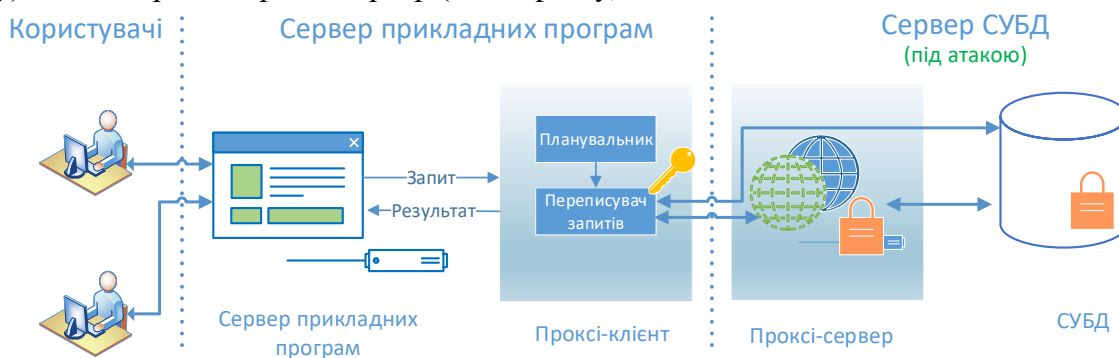 Користувачі
Сервер прикладних програм
Сервер СУБД
(під атакою)
Планувальник
Запит
Результат
Переписувач
запитів
Сервер прикладних
програм
Проксі-клієнт
Проксі-сервер
СУБД